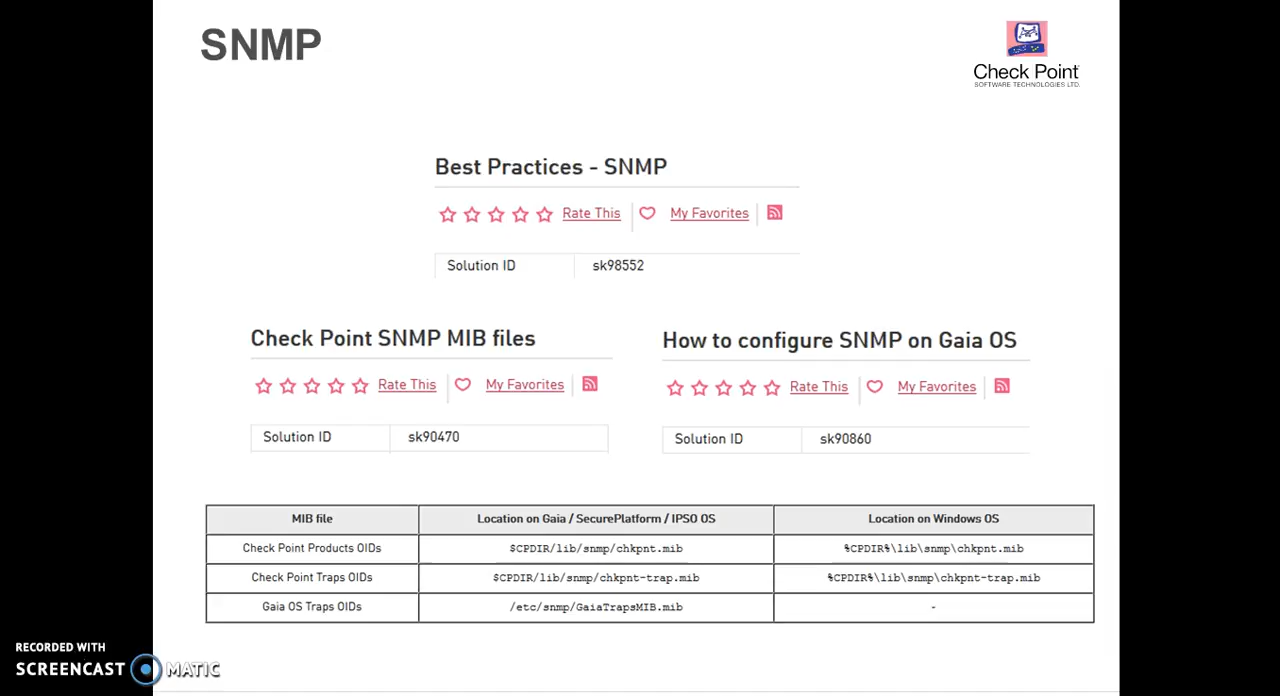 SNMP
Check Point
SOFTWARE TECHNOLOGIES LTD.
Best Practices - SNMP
Rate This My Favorites
Solution ID sk98552
Check Point SNMP MIB files
Rate This My Favorites
Solution ID sk90470
How to configure SNMP on Gaia OS
Rate This My Favorites
Solution ID sk90860
MIB file Location on Gaia / SecurePlatform / IPSO OS Location on Windows OS
Check Point Products OIDs $CPDIR/lib/snmp/chkpnt.mib %CPDIR%\lib\snmp\chkpnt.mib
Check Point Traps OIDs $CPDIR/lib/snmp/chkpnt-trap.mib %CPDIR%\lib\snmp\chkpnt-trap.mib
Gaia OS Traps OIDs /etc/snmp/GaiaTrapsMIB.mib -
RECORDED WITH
SCREENCAST MATIC